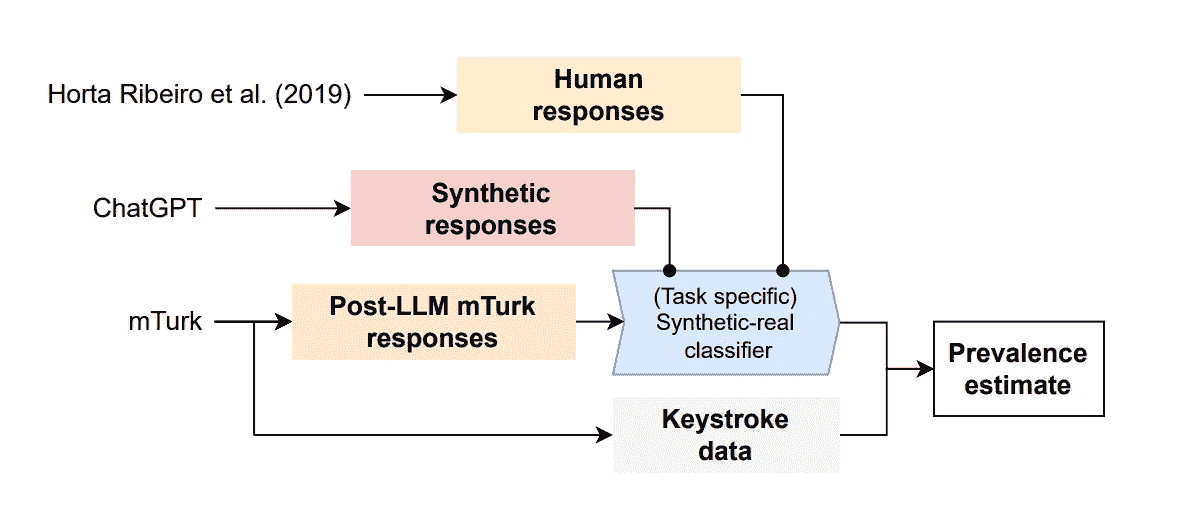 Horta Ribeiro et al. (2019)
Human
responses
ChatGPT
Synthetic
responses
mTurk
Post-LLM mTurk
responses
(Task specific)
Synthetic-real
classifier
Keystroke
data
Prevalence
estimate